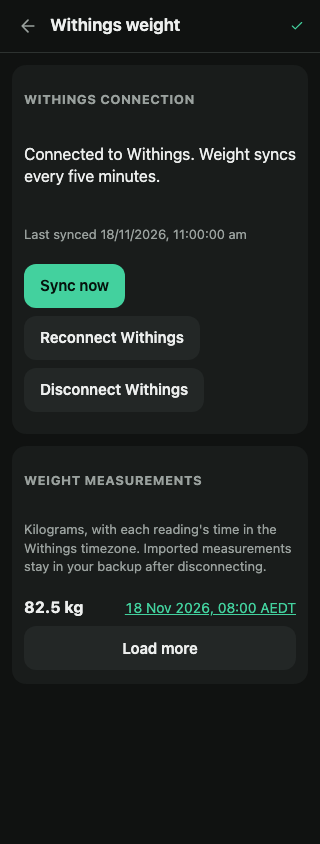 Withings weight
WITHINGS CONNECTION
Connected to Withings. Weight syncs
every five minutes.
Last synced 18/11/2026, 11:00:00 am
Sync now
Reconnect Withings
Disconnect Withings
WEIGHT MEASUREMENTS
Kilograms, with each reading's time in the
Withings timezone. Imported measurements
stay in your backup after disconnecting.
82.5 kg 18 Nov 2026, 08:00 AEDT
Load more